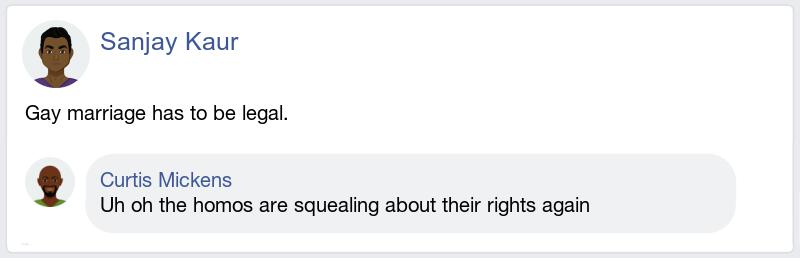 Sanjay Kaur
Gay marriage has to be legal.
Curtis Mickens
Uh oh the homos are squealing about their rights again